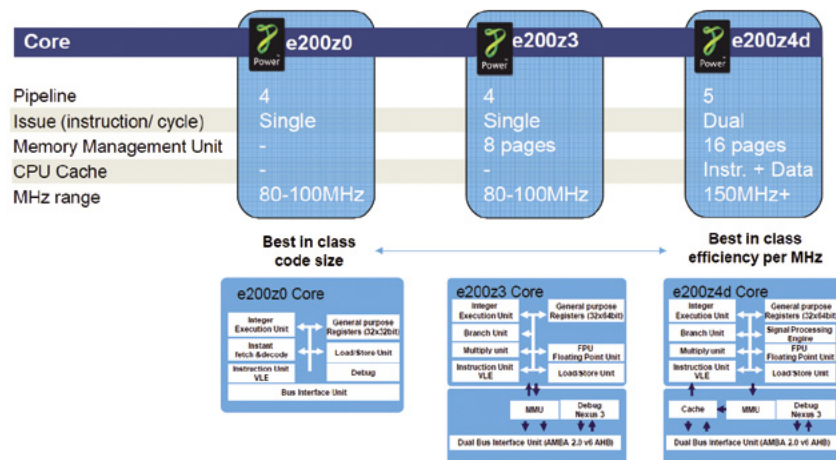 Core e200z0 e200z3 e200z4d
Power Power Power
Pipeline 4 4 5
Issue (instruction/ cycle) Single Single Dual
Memory Management Unit - 8 pages 16 pages
CPU Cache - - Instr. + Data
MHz range 80-100MHz 80-100MHz 150MHz+
Best in class
code size
Best in class
efficiency per MHz
e200z0 Core
Integer
Execution Unit
General purpose
Registers (32x32bit)
Instant
fetch &decode
Load/Store Unit
Instruction Unit
VLE
Debug
Bus Interface Unit
e200z3 Core
Integer
Execution Unit
General purpose
Registers (32x64bit)
Branch Unit
Multiply unit
FPU
Floating Point Unit
Instruction Unit
VLE
Load/Store Unit
MMU
Debug
Nexus 3
Dual Bus Interface Unit (AMBA 2.0 v6 AHB)
e200z4d Core
Integer
Execution Unit
General purpose
Registers (32x64bit)
Branch Unit
Signal Processing
Engine
Multiply unit
FPU
Floating Point Unit
Instruction Unit
VLE
Load/Store Unit
Cache
MMU
Debug
Nexus 3
Dual Bus Interface Unit (AMBA 2.0 v6 AHB)